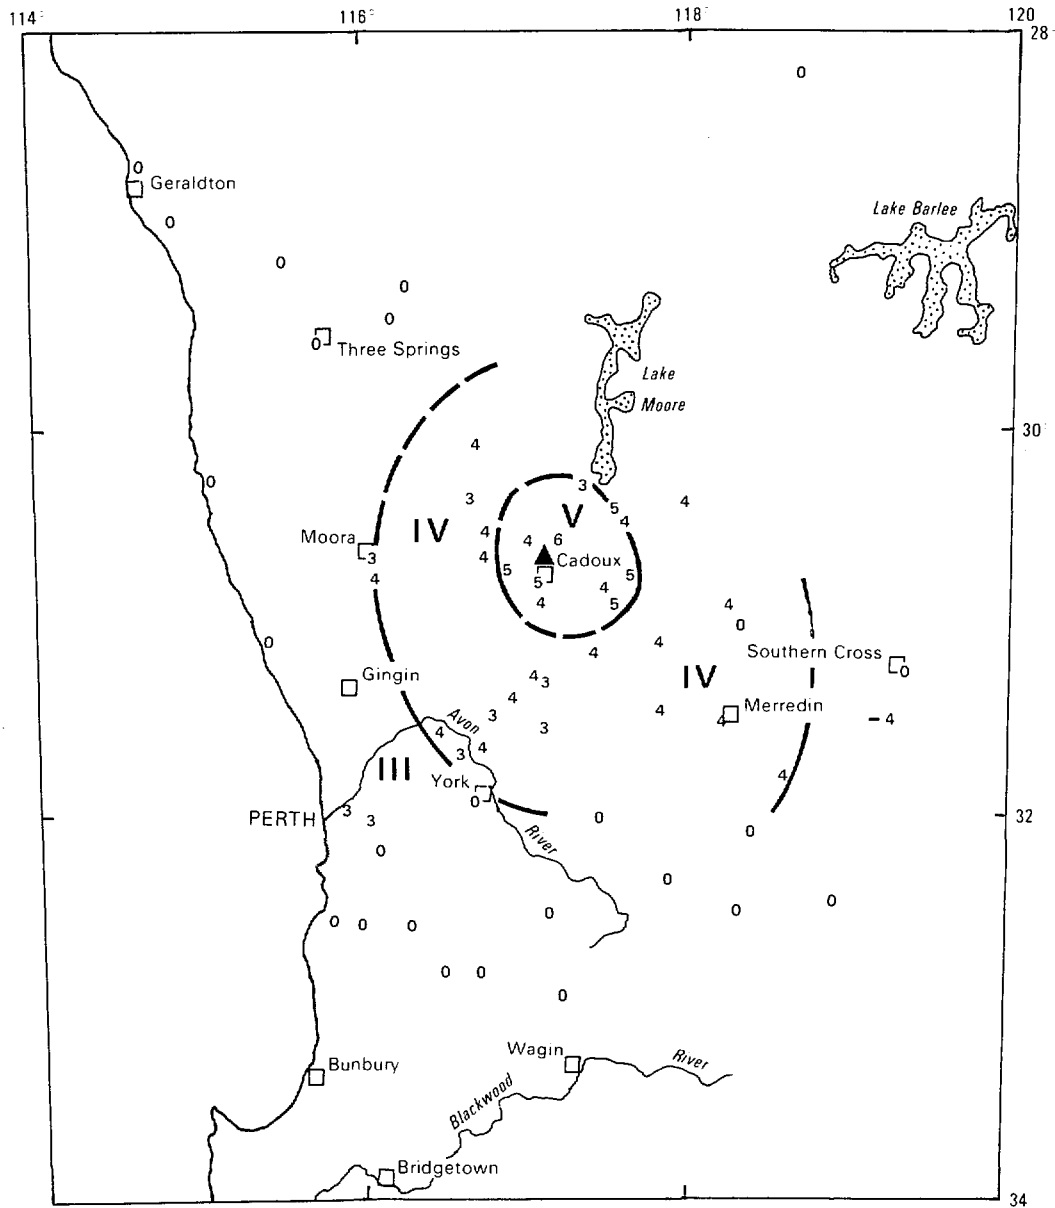 114° 116° 118° 120
28°
0
0
Geraldton
Lake Barlee
0
0
0
0
0
Three Springs
Lake
Moore
30°
4
0
3
3
4
5
IV
V
4
4
Moora
4
4
6
3
4
Cadoux
5
5
5
4
4
4
5
4
0
0
4
4
Southern Cross
0
Gingin
4
3
IV
4
Merredin
3
Avon
4
4
-4
4
3
4
3
4
III
York
4
0
3
PERTH
3
0
32
0
River
0
0
0
0
0
0
0
0
0
0
0
Wagin
River
Bunbury
Blackwood
Bridgetown
34